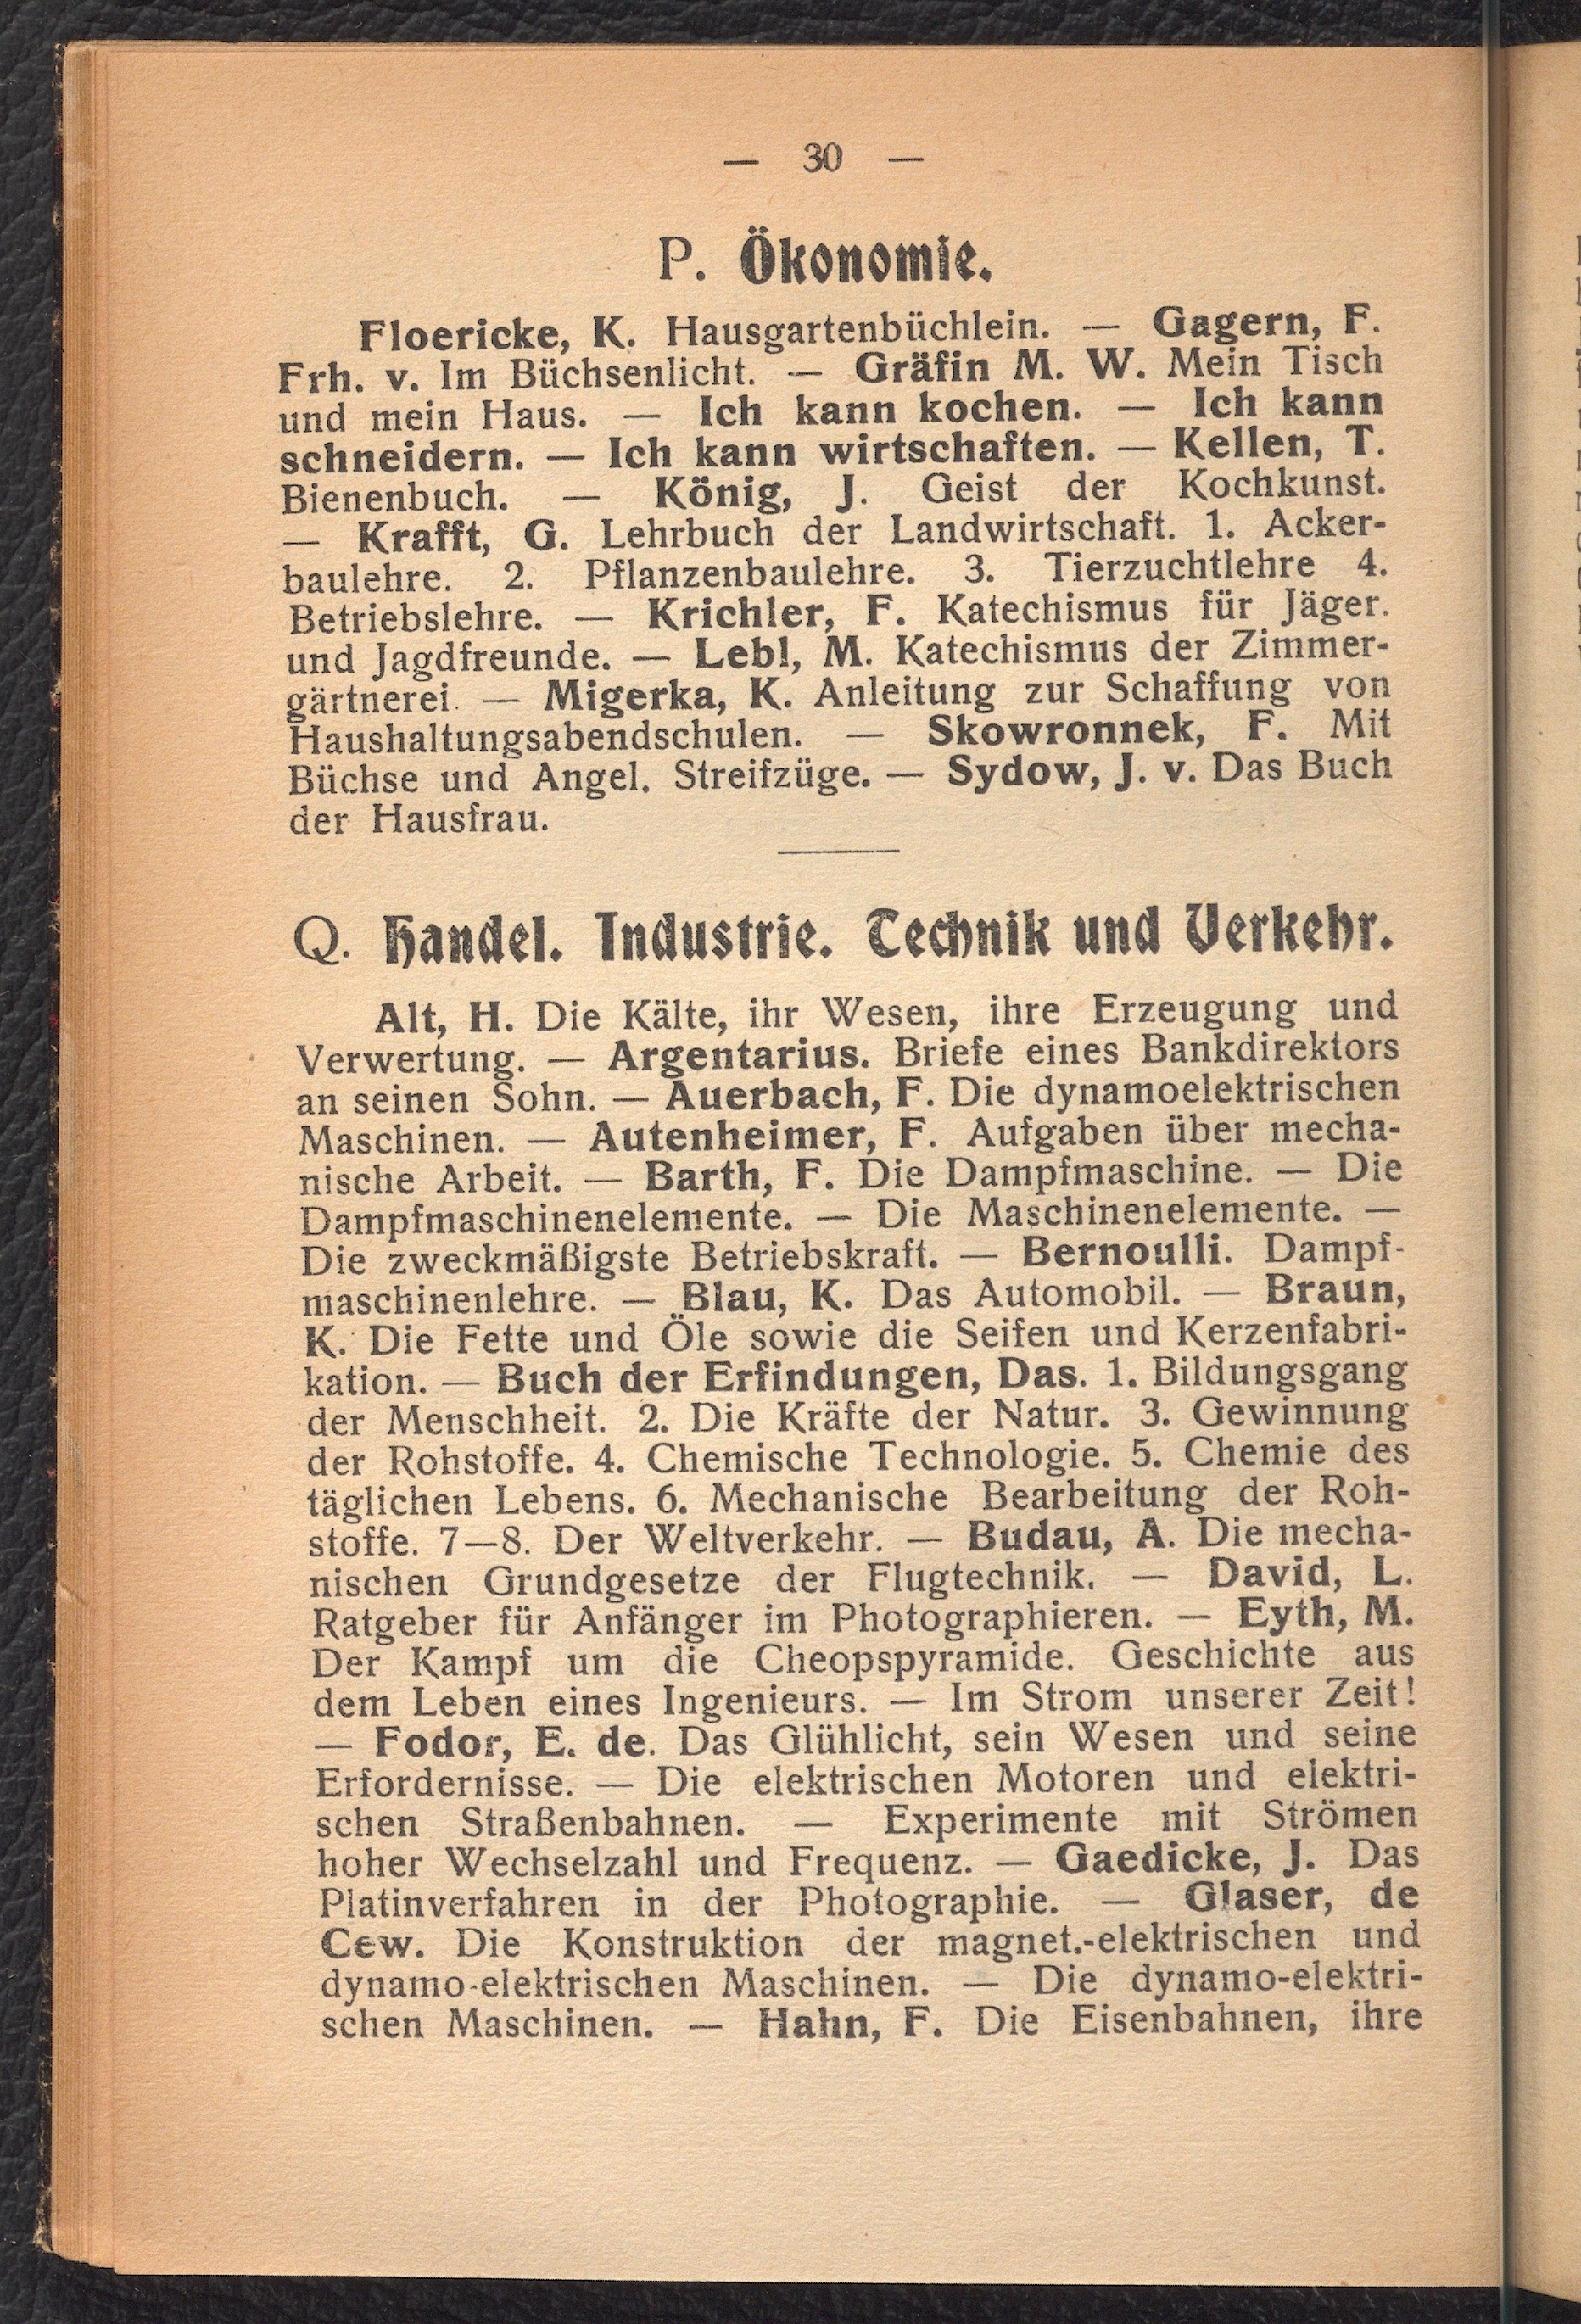 — 30 —
P. Ökonomie.
Floericke, K. Hausgartenbüchlein. — Gagern, F.
Frh. v. Im Büchsenlicht. — Gräfin M. W. Mein Tisch
und mein Haus. — Ich kann kochen. — Ich kann
schneidern. — Ich kann wirtschaften. — Kellen, T.
Bienenbuch. — König, J. Geist der Kochkunst.
— Krafft, G. Lehrbuch der Landwirtschaft. 1. Acker-
baulehre. 2. Pflanzenbaulehre. 3. Tierzuchtlehre 4.
Betriebslehre. — Krichler, F. Katechismus für Jäger.
und Jagdfreunde. — Lebl, M. Katechismus der Zimmer-
gärtnerei. — Migerka, K. Anleitung zur Schaffung von
Haushaltungsabendschulen. — Skowronnek, F. Mit
Büchse und Angel. Streifzüge. — Sydow, J. v. Das Buch
der Hausfrau.
Q. Handel. Industrie. Technik und Verkehr.
Alt, H. Die Kälte, ihr Wesen, ihre Erzeugung und
Verwertung. — Argentarius. Briefe eines Bankdirektors
an seinen Sohn. — Auerbach, F. Die dynamoelektrischen
Maschinen. — Autenheimer, F. Aufgaben über mecha-
nische Arbeit. — Barth, F. Die Dampfmaschine. — Die
Dampfmaschinenelemente. — Die Maschinenelemente. —
Die zweckmäßigste Betriebskraft. — Bernoulli. Dampf-
maschinenlehre. — Blau, K. Das Automobil. — Braun,
K. Die Fette und Öle sowie die Seifen und Kerzenfabri-
kation. — Buch der Erfindungen, Das. 1. Bildungsgang
der Menschheit. 2. Die Kräfte der Natur. 3. Gewinnung
der Rohstoffe. 4. Chemische Technologie. 5. Chemie des
täglichen Lebens. 6. Mechanische Bearbeitung der Roh-
stoffe. 7—8. Der Weltverkehr. — Budau, A. Die mecha-
nischen Grundgesetze der Flugtechnik. — David, L.
Ratgeber für Anfänger im Photographieren. — Eyth, M.
Der Kampf um die Cheopspyramide. Geschichte aus
dem Leben eines Ingenieurs. — Im Strom unserer Zeit!
— Fodor, E. de. Das Glühlicht, sein Wesen und seine
Erfordernisse. — Die elektrischen Motoren und elektri-
schen Straßenbahnen. — Experimente mit Strömen
hoher Wechselzahl und Frequenz. — Gaedicke, J. Das
Platinverfahren in der Photographie. — Glaser, de
Cew. Die Konstruktion der magnet.-elektrischen und
dynamo-elektrischen Maschinen. — Die dynamo-elektri-
schen Maschinen. — Hahn, F. Die Eisenbahnen, ihre